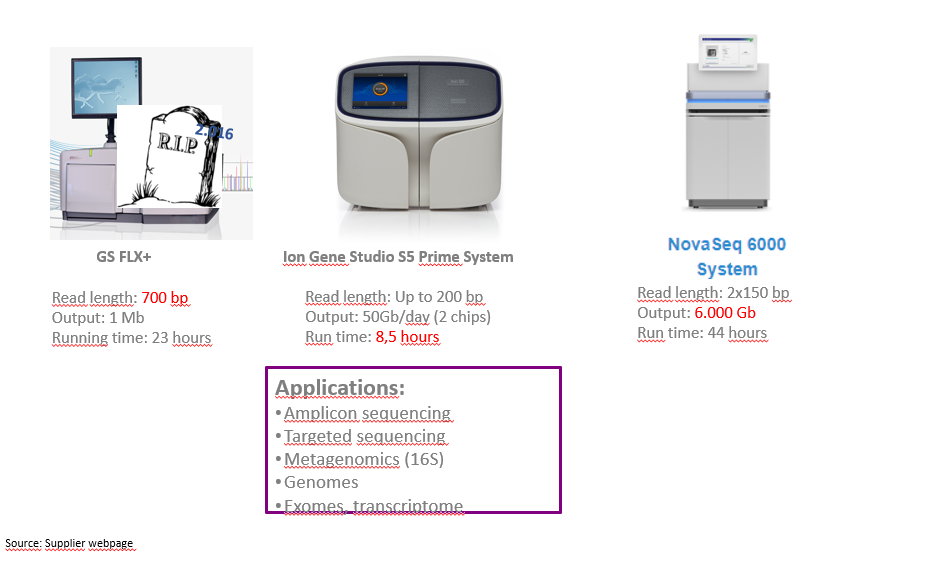 R.I.P.
2.016
GS FLX+
Read length: 700 bp
Output: 1 Mb
Running time: 23 hours
Ion Gene Studio S5 Prime System
Read length: Up to 200 bp
Output: 50Gb/day (2 chips)
Run time: 8,5 hours
NovaSeq 6000
System
Read length: 2x150 bp
Output: 6.000 Gb
Run time: 44 hours
Applications:
•Amplicon sequencing
•Targeted sequencing
•Metagenomics (16S)
•Genomes
•Exomes, transcriptome
Source: Supplier webpage